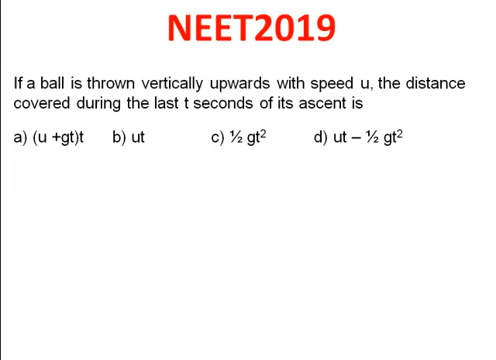 NEET2019
If a ball is thrown vertically upwards with speed u, the distance
covered during the last t seconds of its ascent is
a) (u +gt)t b) ut c) ½ gt² d) ut – ½ gt²